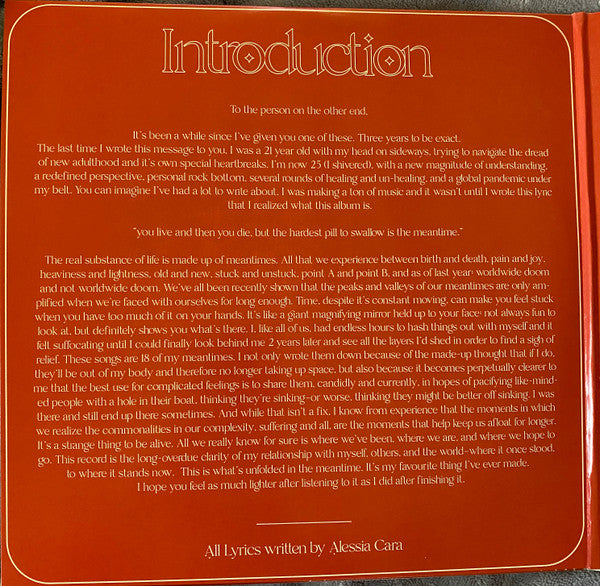 Introduction
To the person on the other end,
It's been a while since I've given you one of these. Three years to be exact.
The last time I wrote this message to you, I was a 21 year old with my head on sideways, trying to navigate the dread
of new adulthood and it's own special heartbreaks. I'm now 25 (I shivered), with a new magnitude of understanding,
a redefined perspective, personal rock bottom, several rounds of healing and un-healing, and a global pandemic under
my belt. You can imagine I've had a lot to write about. I was making a ton of music and it wasn't until I wrote this lyric
that I realized what this album is.
"you live and then you die, but the hardest pill to swallow is the meantime."
The real substance of life is made up of meantimes. All that we experience between birth and death, pain and joy,
heaviness and lightness, old and new, stuck and unstuck, point A and point B, and as of last year: worldwide doom
and not worldwide doom. We've all been recently shown that the peaks and valleys of our meantimes are only am-
plified when we're faced with ourselves for long enough. Time, despite it's constant moving, can make you feel stuck
when you have too much of it on your hands. It's like a giant magnifying mirror held up to your face: not always fun to
look at, but definitely shows you what's there. I, like all of us, had endless hours to hash things out with myself and it
felt suffocating until I could finally look behind me 2 years later and see all the layers I'd shed in order to find a sigh of
relief. These songs are 18 of my meantimes. I not only wrote them down because of the made-up thought that if I do,
they'll be out of my body and therefore no longer taking up space, but also because it becomes perpetually clearer to
me that the best use for complicated feelings is to share them, candidly and currently, in hopes of pacifying like-mind-
ed people with a hole in their boat, thinking they're sinking-or worse, thinking they might be better off sinking. I was
there and still end up there sometimes. And while that isn't a fix, I know from experience that the moments in which
we realize the commonalities in our complexity, suffering and all, are the moments that help keep us afloat for longer.
It's a strange thing to be alive. All we really know for sure is where we've been, where we are, and where we hope to
go. This record is the long-overdue clarity of my relationship with myself, others, and the world-where it once stood,
to where it stands now. This is what's unfolded in the meantime. It's my favourite thing I've ever made.
I hope you feel as much lighter after listening to it as I did after finishing it.
All Lyrics written by Alessia Cara